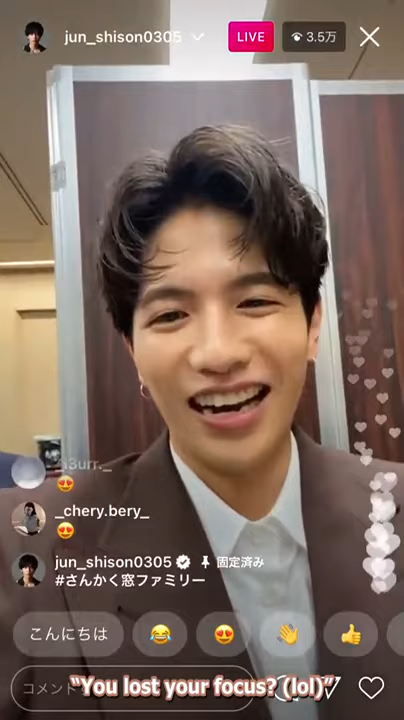 jun_shison0305
LIVE
3.5万
_chery.bery_
😍
jun_shison0305 固定済み
#さんかく窓ファミリー
こんにちは 😂 😍 👋 👍
コメント
“You lost your focus? (lol)”